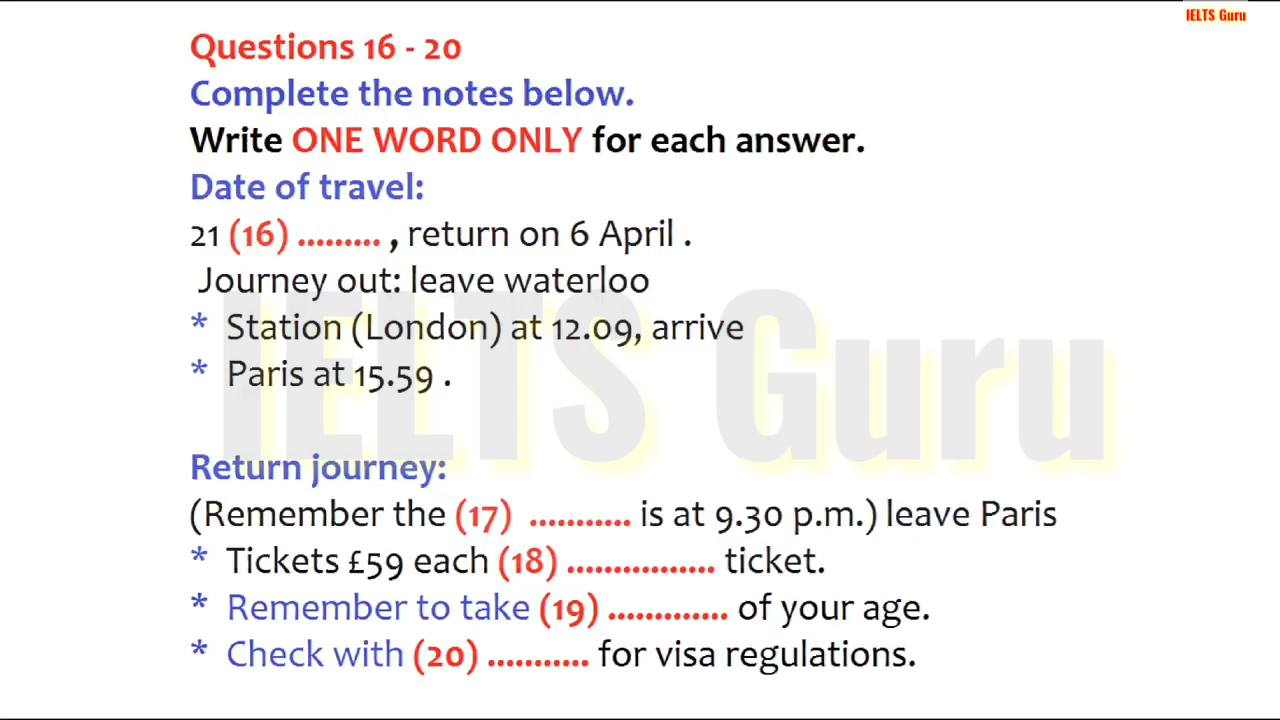 IELTS Guru
Questions 16 - 20
Complete the notes below.
Write ONE WORD ONLY for each answer.
Date of travel:
21 (16) ......... , return on 6 April .
Journey out: leave waterloo
* Station (London) at 12.09, arrive
* Paris at 15.59 .
IELTS Guru
Return journey:
(Remember the (17) ........... is at 9.30 p.m.) leave Paris
* Tickets £59 each (18) ................ ticket.
* Remember to take (19) ............. of your age.
* Check with (20) ........... for visa regulations.